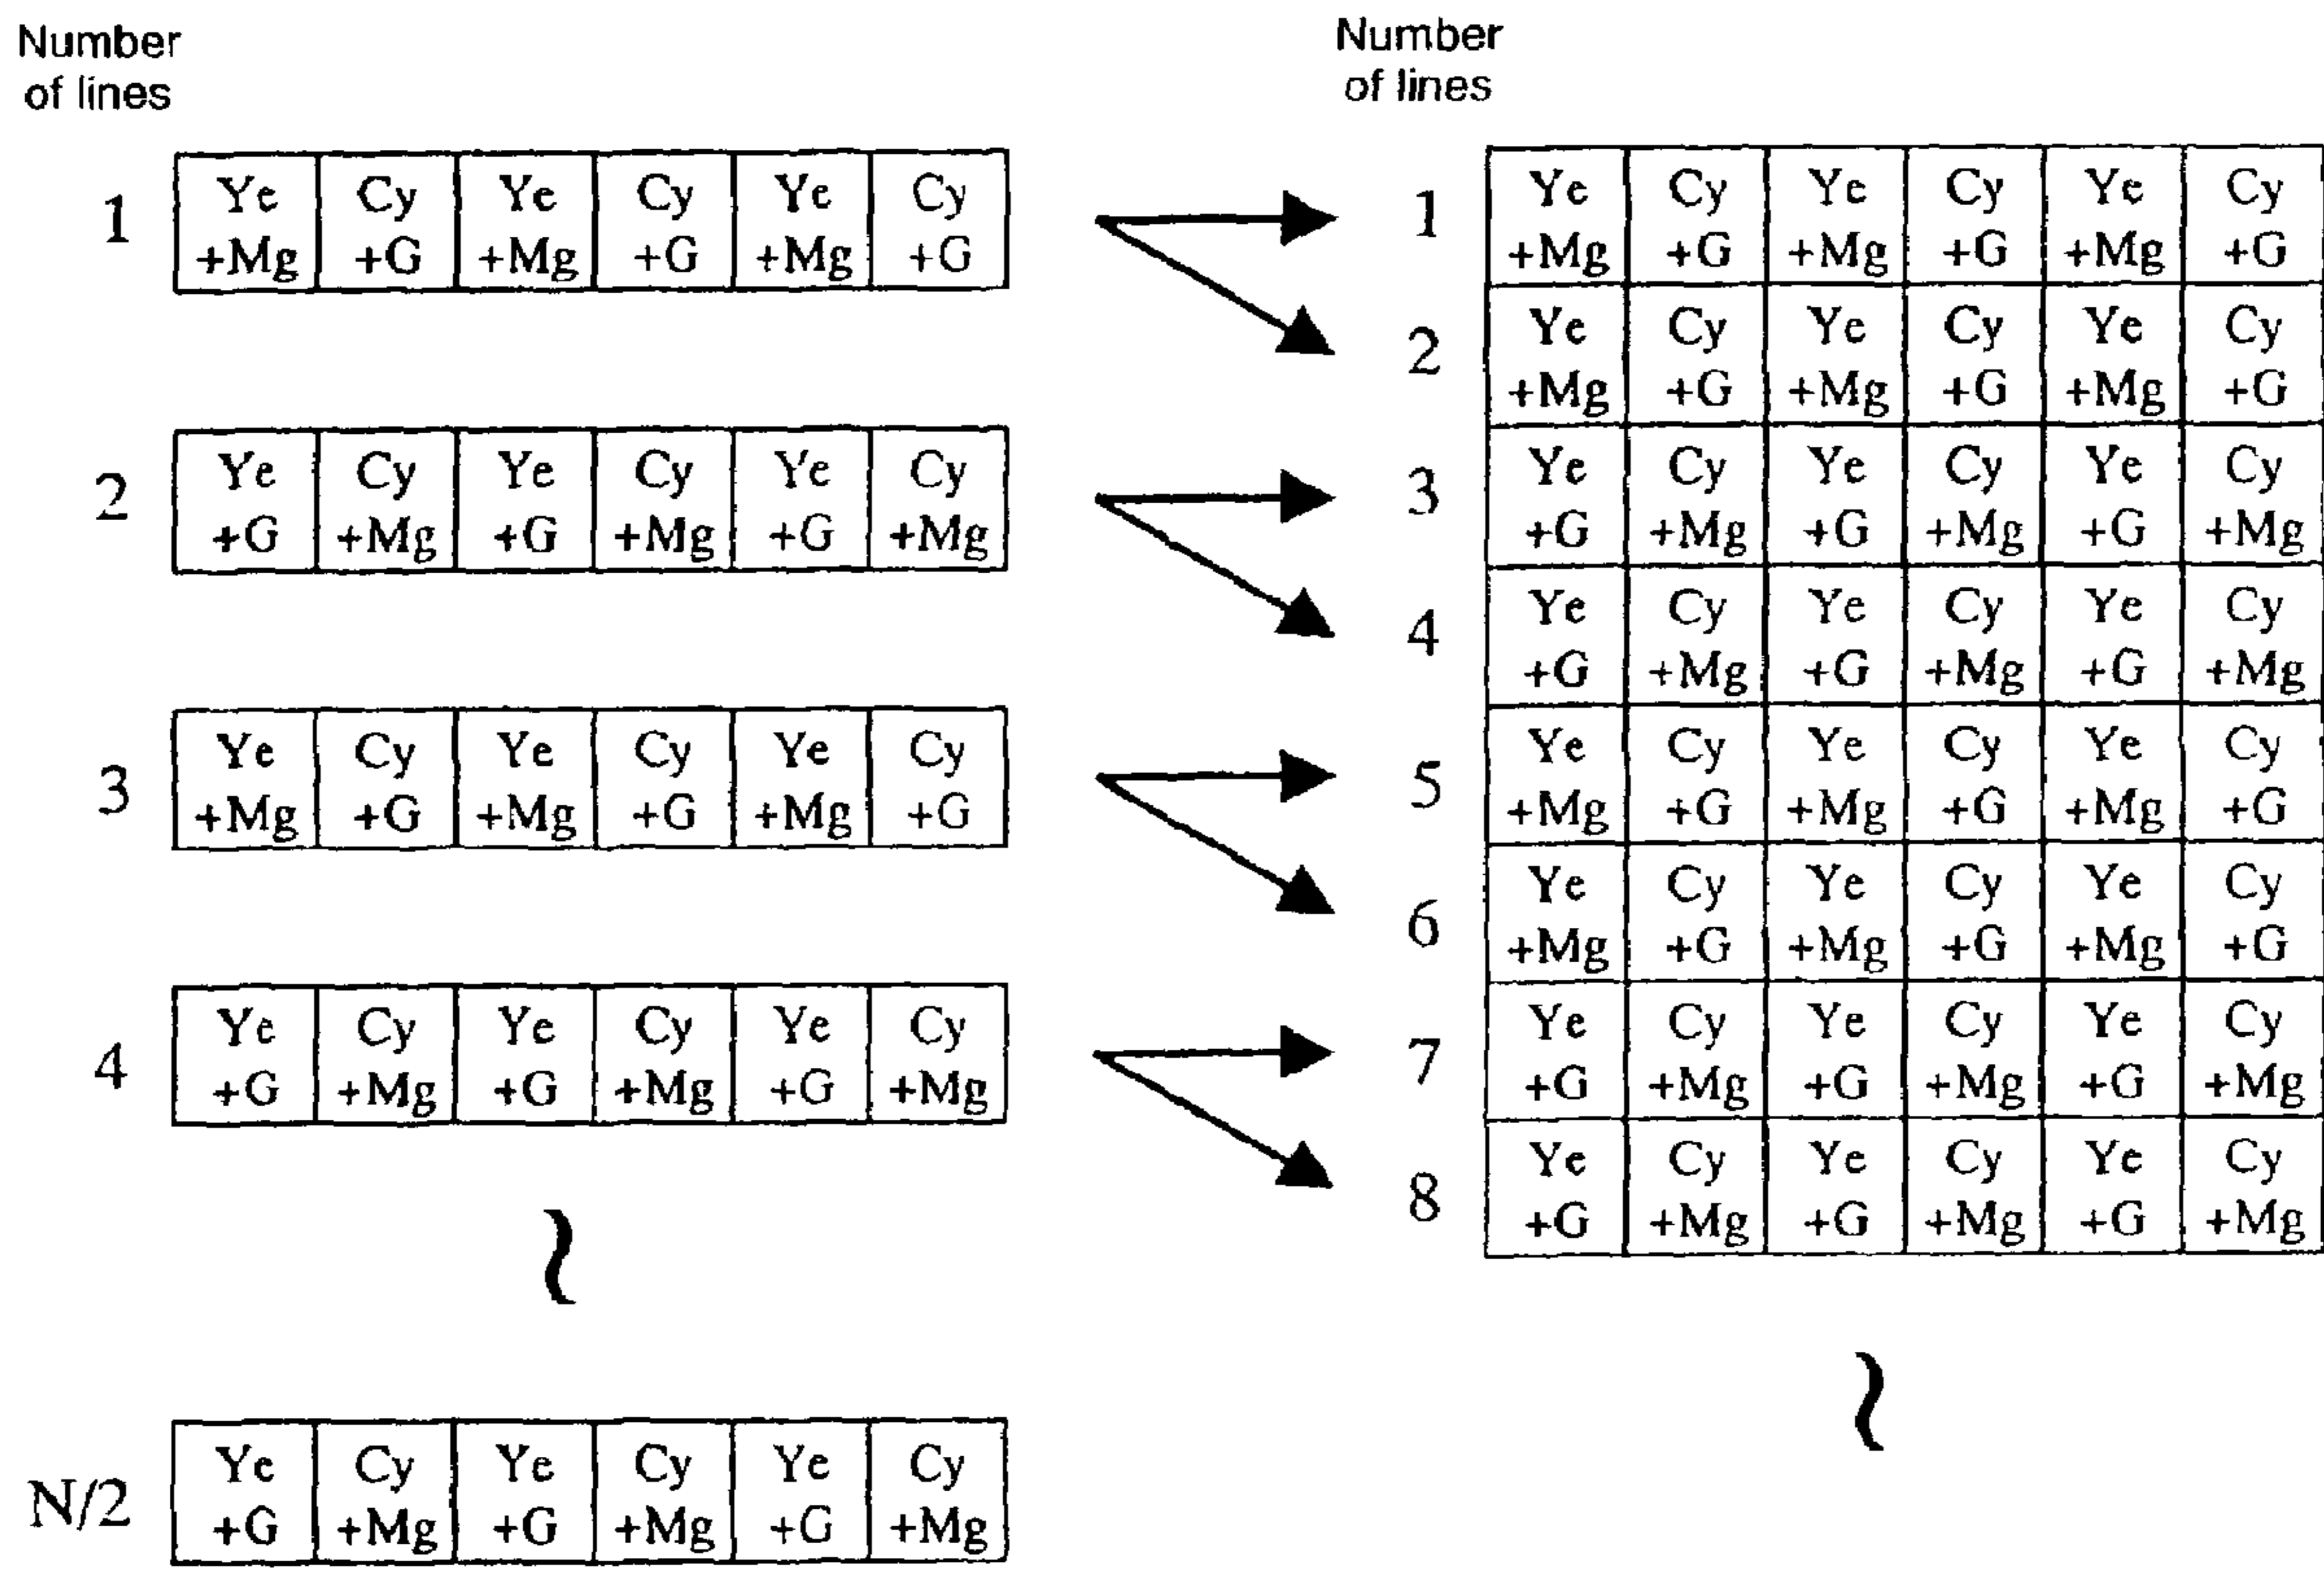 Number
of lines
1
Ye Cy Ye Cy Ye Cy
+Mg +G +Mg +G +Mg +G
2
Ye Cy Ye Cy Ye Cy
+G +Mg +G +Mg +G +Mg
3
Ye Cy Ye Cy Ye Cy
+Mg +G +Mg +G +Mg +G
4
Ye Cy Ye Cy Ye Cy
+G +Mg +G +Mg +G +Mg
N/2
Ye Cy Ye Cy Ye Cy
+G +Mg +G +Mg +G +Mg
Number
of lines
1
Ye Cy Ye Cy Ye Cy
+Mg +G +Mg +G +Mg +G
2
Ye Cy Ye Cy Ye Cy
+Mg +G +Mg +G +Mg +G
3
Ye Cy Ye Cy Ye Cy
+G +Mg +G +Mg +G +Mg
4
Ye Cy Ye Cy Ye Cy
+G +Mg +G +Mg +G +Mg
5
Ye Cy Ye Cy Ye Cy
+Mg +G +Mg +G +Mg +G
6
Ye Cy Ye Cy Ye Cy
+Mg +G +Mg +G +Mg +G
7
Ye Cy Ye Cy Ye Cy
+G +Mg +G +Mg +G +Mg
8
Ye Cy Ye Cy Ye Cy
+G +Mg +G +Mg +G +Mg